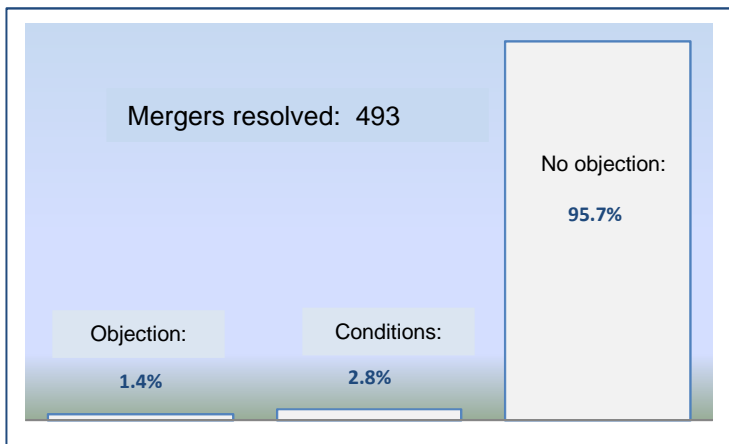 Mergers resolved: 493
No objection:
95.7%
Objection:
1.4%
Conditions:
2.8%